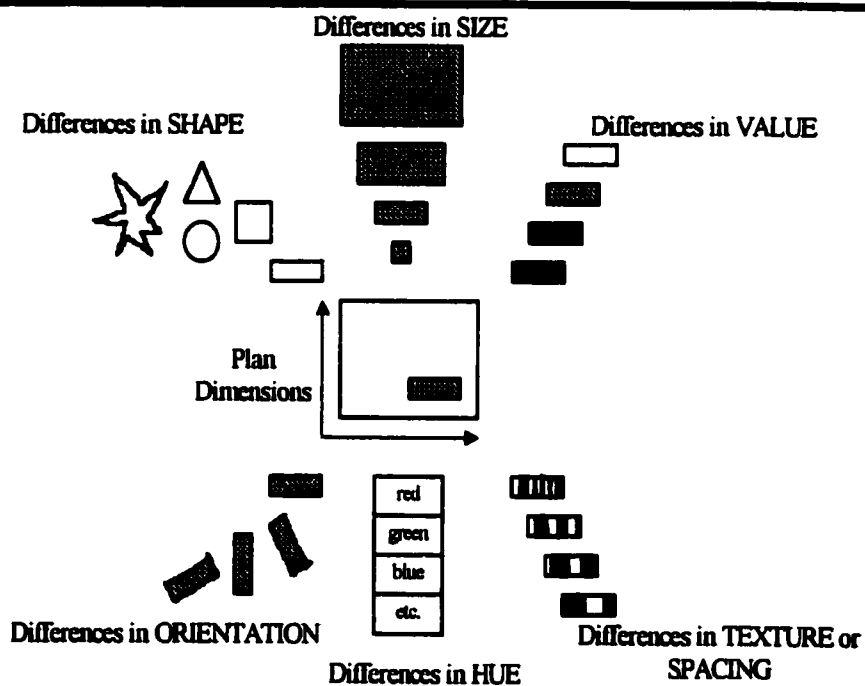 Differences in SIZE
Differences in SHAPE
Differences in VALUE
Plan
Dimensions
red
green
blue
etc.
Differences in ORIENTATION
Differences in HUE
Differences in TEXTURE or
SPACING